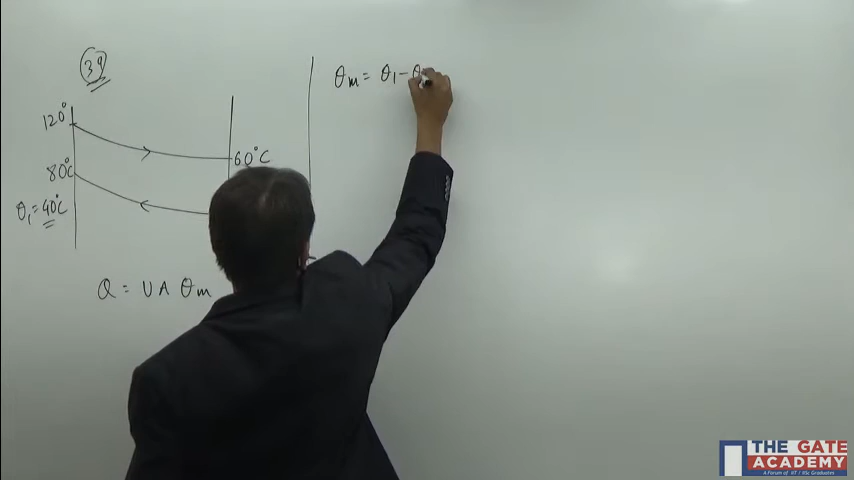 39
θm = θ1 - θ
120°
60°C
80°C
θ1 = 40°C
Q = UA θm
THE GATE
ACADEMY
A Forum of IIT / IISc Graduates